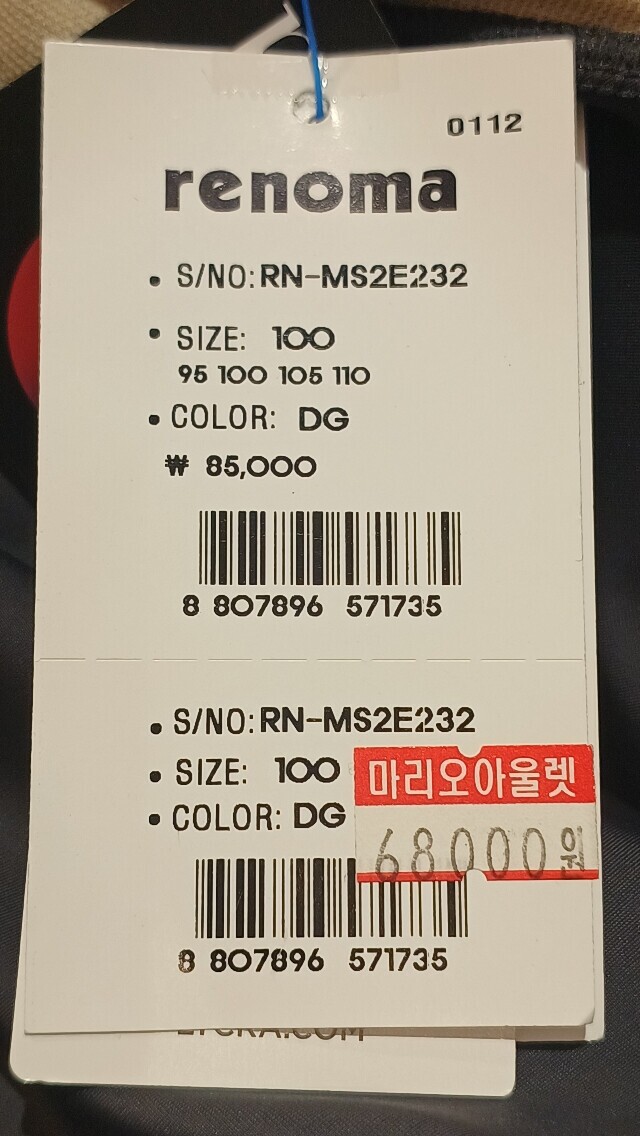 0112
renoma
• S/NO: RN-MS2E232
• SIZE: 100
95 100 105 110
• COLOR: DG
₩ 85,000
8 807896 571735
• S/NO: RN-MS2E232
• SIZE: 100
마리오아울렛
• COLOR: DG
68000원
8 807896 571735